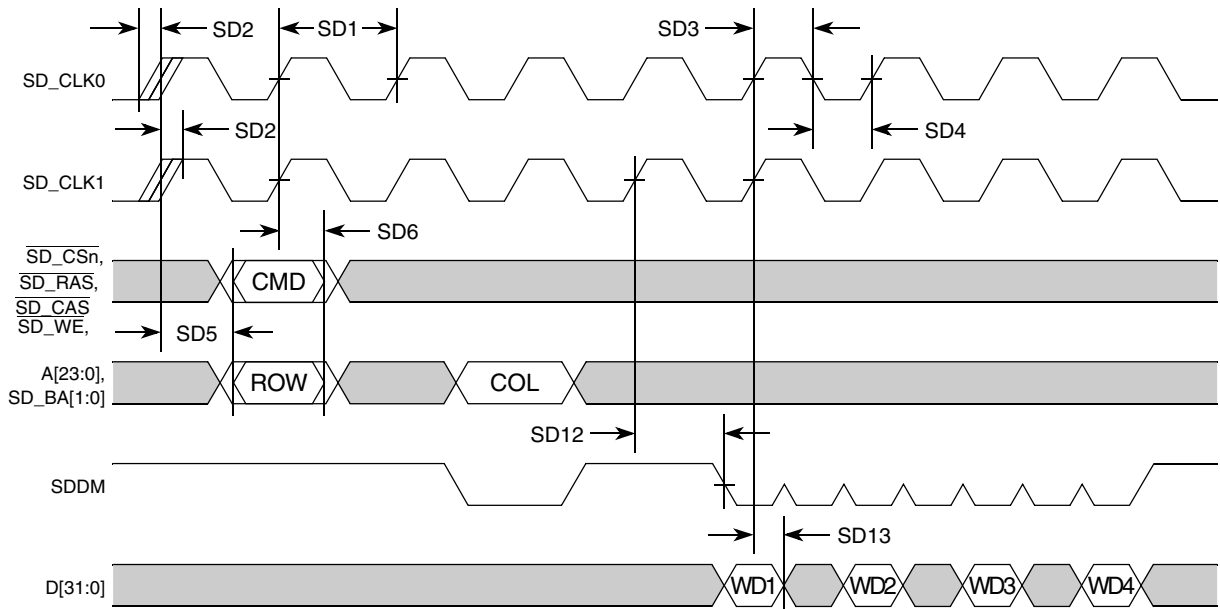 SD2
SD1
SD3
SD_CLK0
SD2
SD4
SD_CLK1
SD6
SD_CSn,
SD_RAS,
SD_CAS
SD_WE,
CMD
SD5
A[23:0],
SD_BA[1:0]
ROW
COL
SD12
SDDM
SD13
D[31:0]
WD1
WD2
WD3
WD4